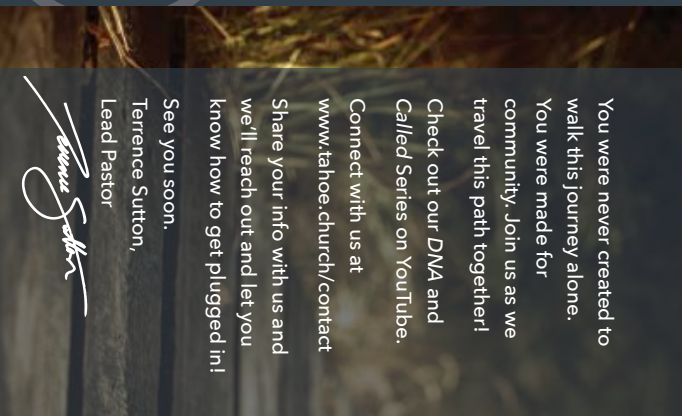 You were never created to
walk this journey alone.
You were made for
community. Join us as we
travel this path together!
Check out our DNA and
Called Series on YouTube.
Connect with us at
www.tahoe.church/contact
Share your info with us and
we'll reach out and let you
know how to get plugged in!
See you soon.
Terrence Sutton,
Lead Pastor
Terrence Sutton